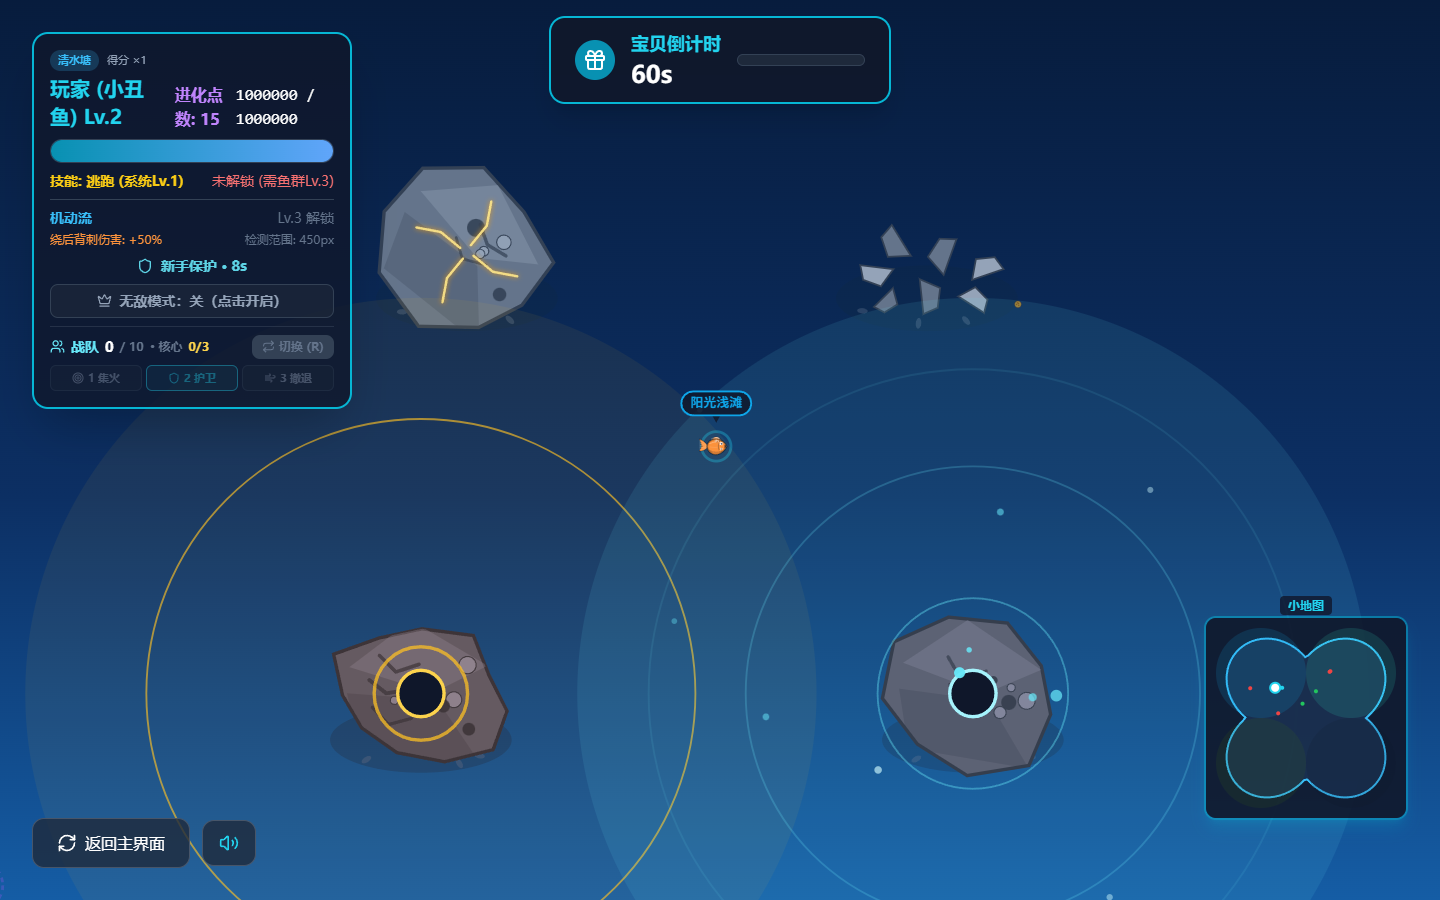 清水塘 得分 ×1
玩家 (小丑
鱼) Lv.2
进化点
数: 15
1000000 /
1000000
技能: 逃跑 (系统Lv.1) 未解锁 (需鱼群Lv.3)
机动流 Lv.3 解锁
绕后背刺伤害: +50% 检测范围: 450px
新手保护 • 8s
无敌模式：关（点击开启）
战队 0 / 10 • 核心 0/3 切换 (R)
1 集火 2 护卫 3 撤退
宝贝倒计时
60s
阳光浅滩
小地图
返回主界面